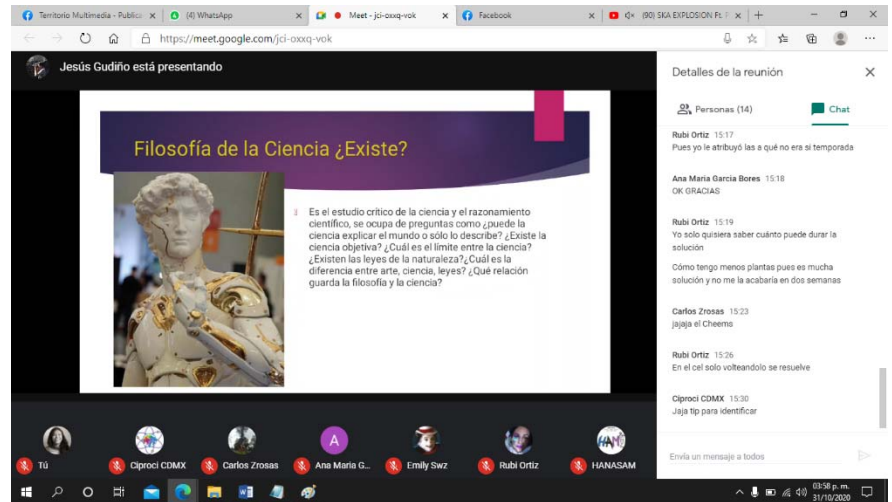 Territorio Multimedia - Public
(4) WhatsApp
Meet - jci-oxxq-vok
Facebook
(90) SKA EXPLOSION Ft.
https://meet.google.com/jci-oxxq-vok
Jesús Gudiño está presentando
Filosofía de la Ciencia ¿Existe?
Es el estudio crítico de la ciencia y el razonamiento
científico, se ocupa de preguntas como ¿puede la
ciencia explicar el mundo o sólo lo describe? ¿Existe la
ciencia objetiva? ¿Cuál es el límite entre la ciencia?
¿Existen las leyes de la naturaleza?¿Cuál es la
diferencia entre arte, ciencia, leyes? ¿Qué relación
guarda la filosofía y la ciencia?
Tú
Ciproci CDMX
Carlos Zrosas
A
Ana Maria G...
Emily Swz
Rubi Ortiz
HANASAM
Detalles de la reunión
Personas (14)
Chat
Rubi Ortiz 15:17
Pues yo le atribuyó las a qué no era si temporada
Ana Maria Garcia Bores 15:18
OK GRACIAS
Rubi Ortiz 15:19
Yo solo quisiera saber cuánto puede durar la
solución
Cómo tengo menos plantas pues es mucha
solución y no me la acabaría en dos semanas
Carlos Zrosas 15:23
jajaja el Cheems
Rubi Ortiz 15:26
En el cel solo volteandolo se resuelve
Ciproci CDMX 15:30
Jaja tip para identificar
Envía un mensaje a todos
03:58 p. m.
31/10/2020